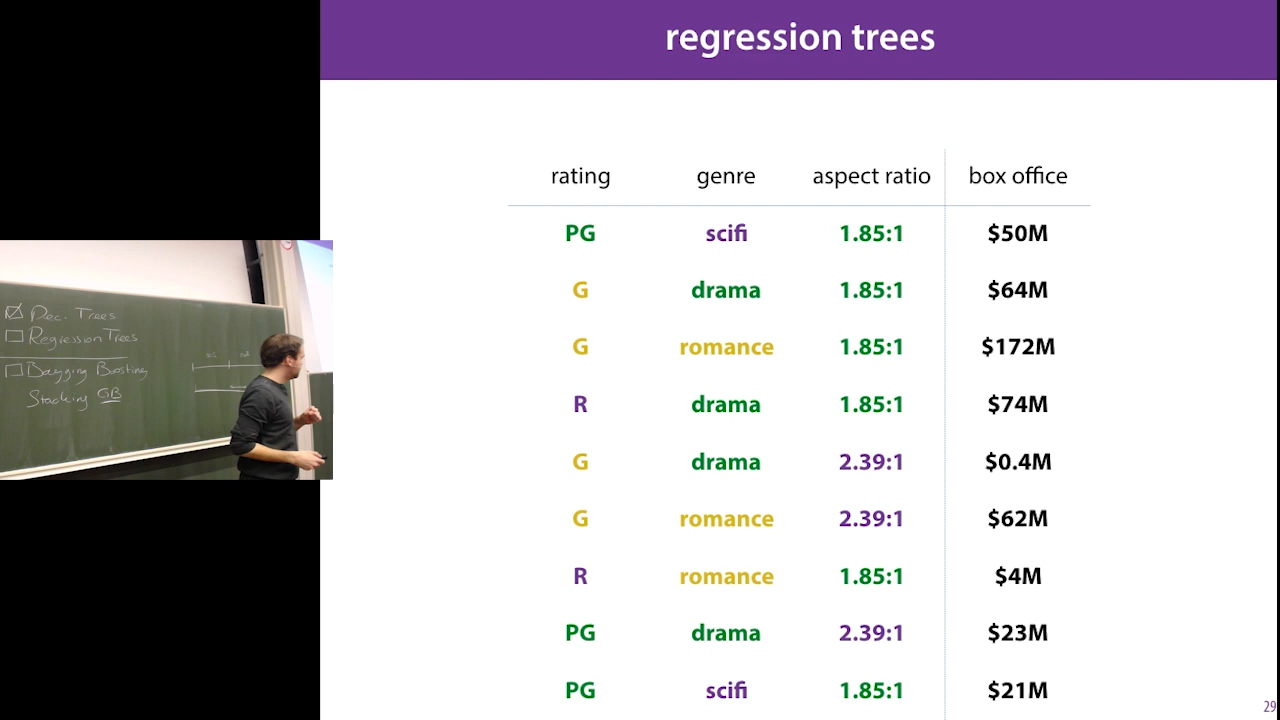 regression trees
rating genre aspect ratio box office
PG scifi 1.85:1 $50M
G drama 1.85:1 $64M
G romance 1.85:1 $172M
R drama 1.85:1 $74M
G drama 2.39:1 $0.4M
G romance 2.39:1 $62M
R romance 1.85:1 $4M
PG drama 2.39:1 $23M
PG scifi 1.85:1 $21M
29
Dec. Trees
Regression Trees
Bagging Boosting
Stacking GB